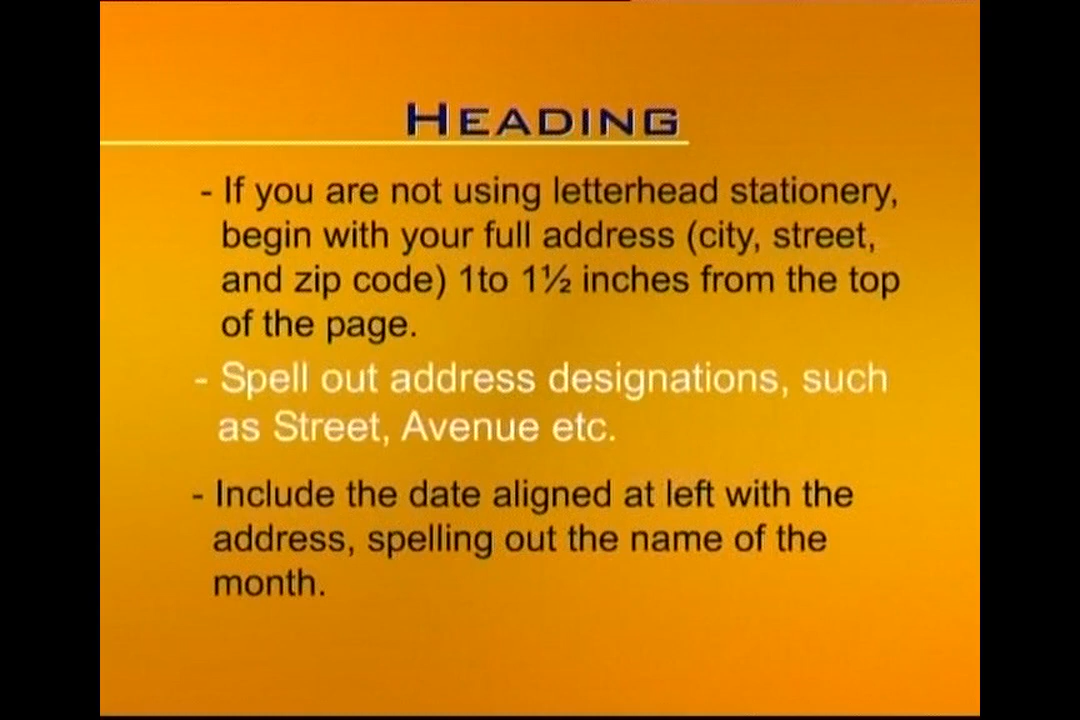 HEADING
- If you are not using letterhead stationery,
begin with your full address (city, street,
and zip code) 1to 1½ inches from the top
of the page.
- Spell out address designations, such
as Street, Avenue etc.
- Include the date aligned at left with the
address, spelling out the name of the
month.